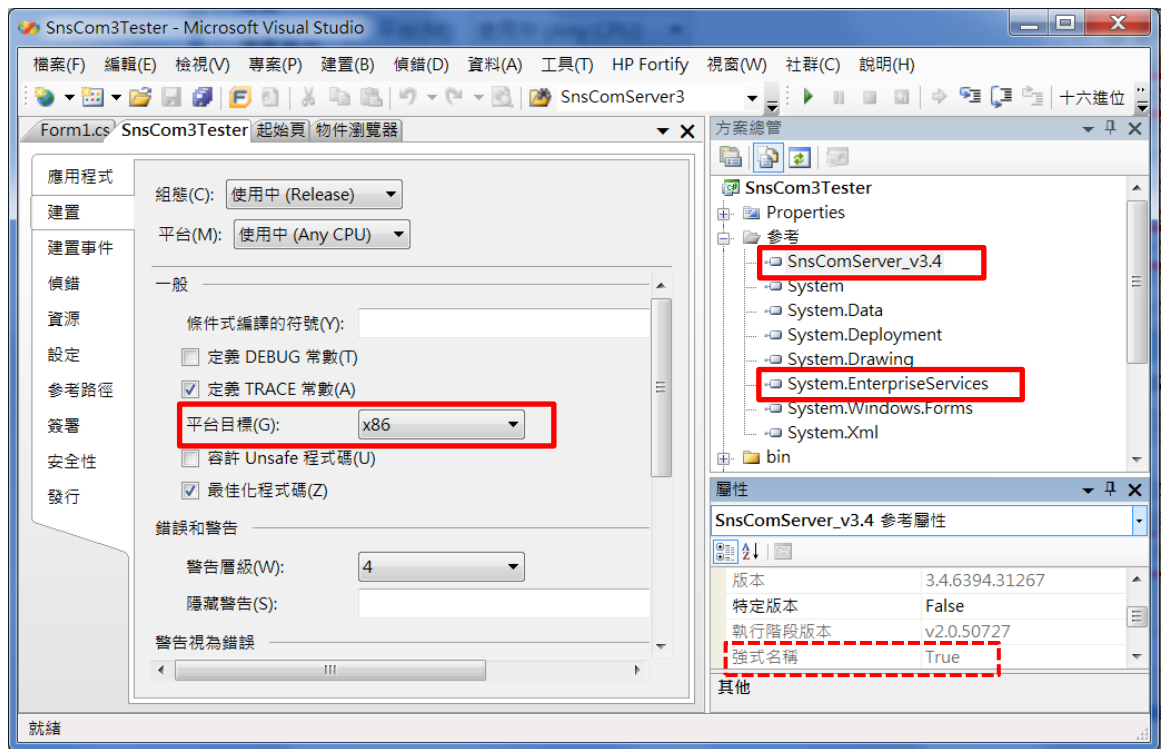 SnsCom3Tester - Microsoft Visual Studio
檔案(F) 編輯(E) 檢視(V) 專案(P) 建置(B) 偵錯(D) 資料(A) 工具(T) HP Fortify 視窗(W) 社群(C) 說明(H)
SnsComServer3 十六進位
Form1.cs SnsCom3Tester 起始頁 物件瀏覽器
應用程式
建置
建置事件
偵錯
資源
設定
參考路徑
簽署
安全性
發行
組態(C): 使用中 (Release)
平台(M): 使用中 (Any CPU)
一般
條件式編譯的符號(Y):
定義 DEBUG 常數(T)
定義 TRACE 常數(A)
平台目標(G): x86
容許 Unsafe 程式碼(U)
最佳化程式碼(Z)
錯誤和警告
警告層級(W): 4
隱藏警告(S):
警告視為錯誤
方案總管
SnsCom3Tester
Properties
參考
SnsComServer_v3.4
System
System.Data
System.Deployment
System.Drawing
System.EnterpriseServices
System.Windows.Forms
System.Xml
bin
屬性
SnsComServer_v3.4 參考屬性
版本 3.4.6394.31267
特定版本 False
執行階段版本 v2.0.50727
強式名稱 True
其他
就緒